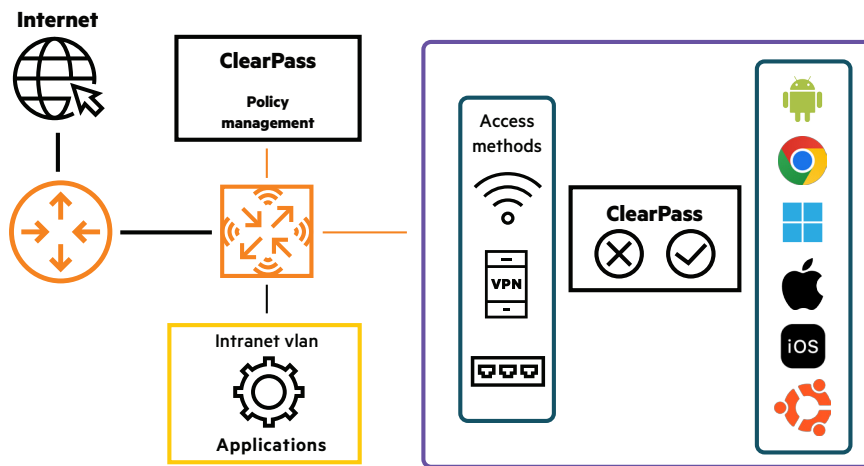 Internet
ClearPass
Policy
management
Intranet vlan
Applications
Access
methods
VPN
ClearPass
iOS